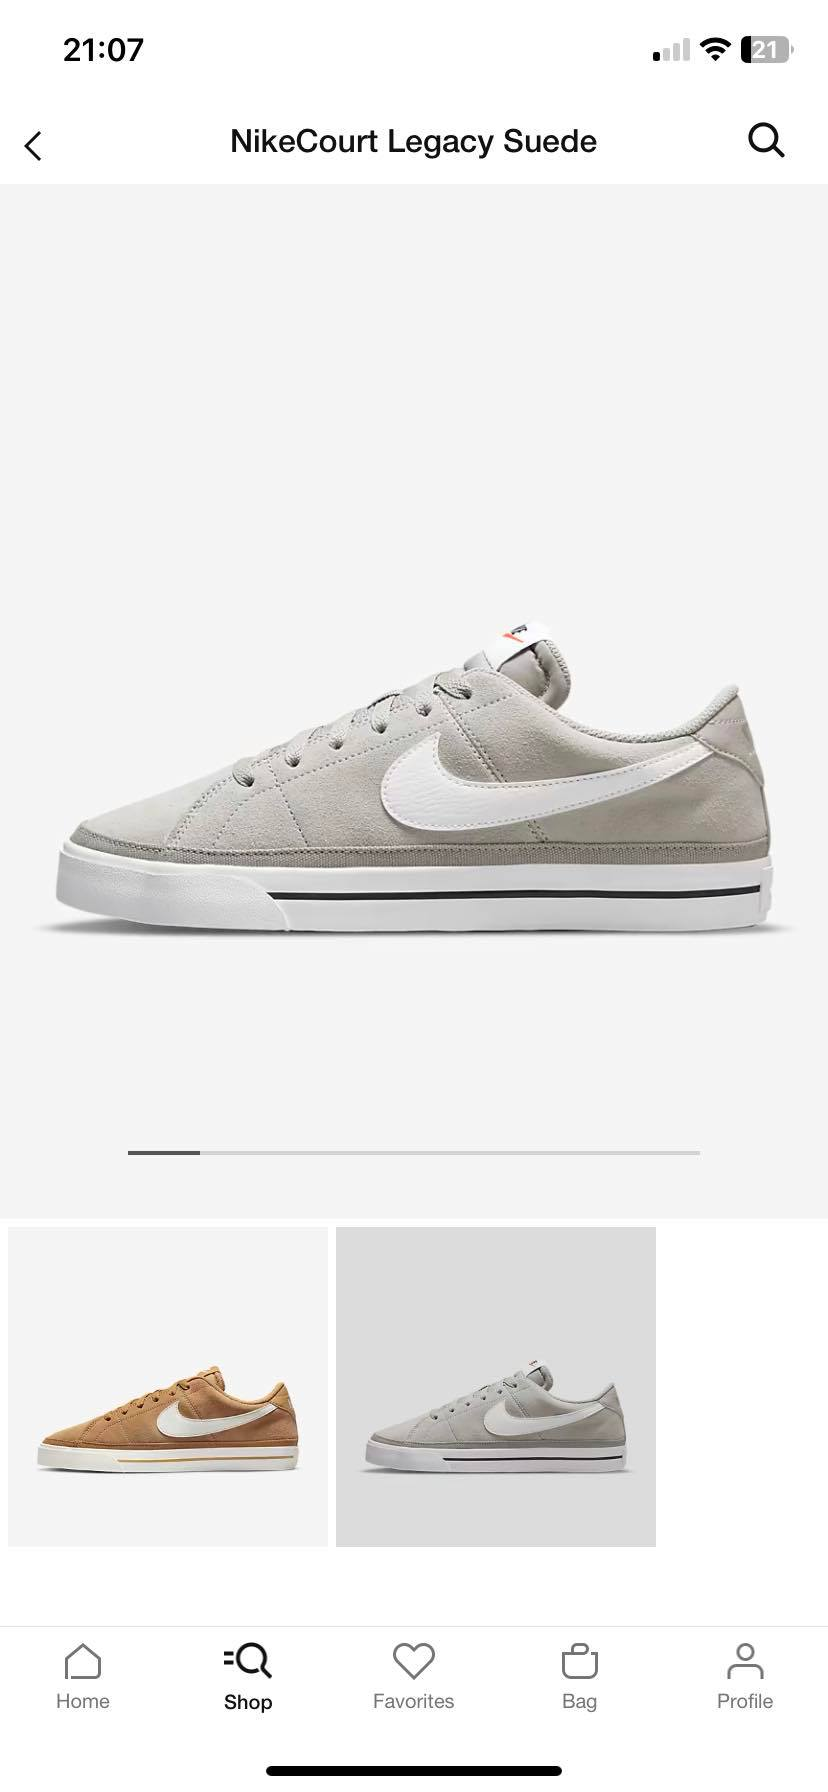 21:07
21
NikeCourt Legacy Suede
Home
Shop
Favorites
Bag
Profile